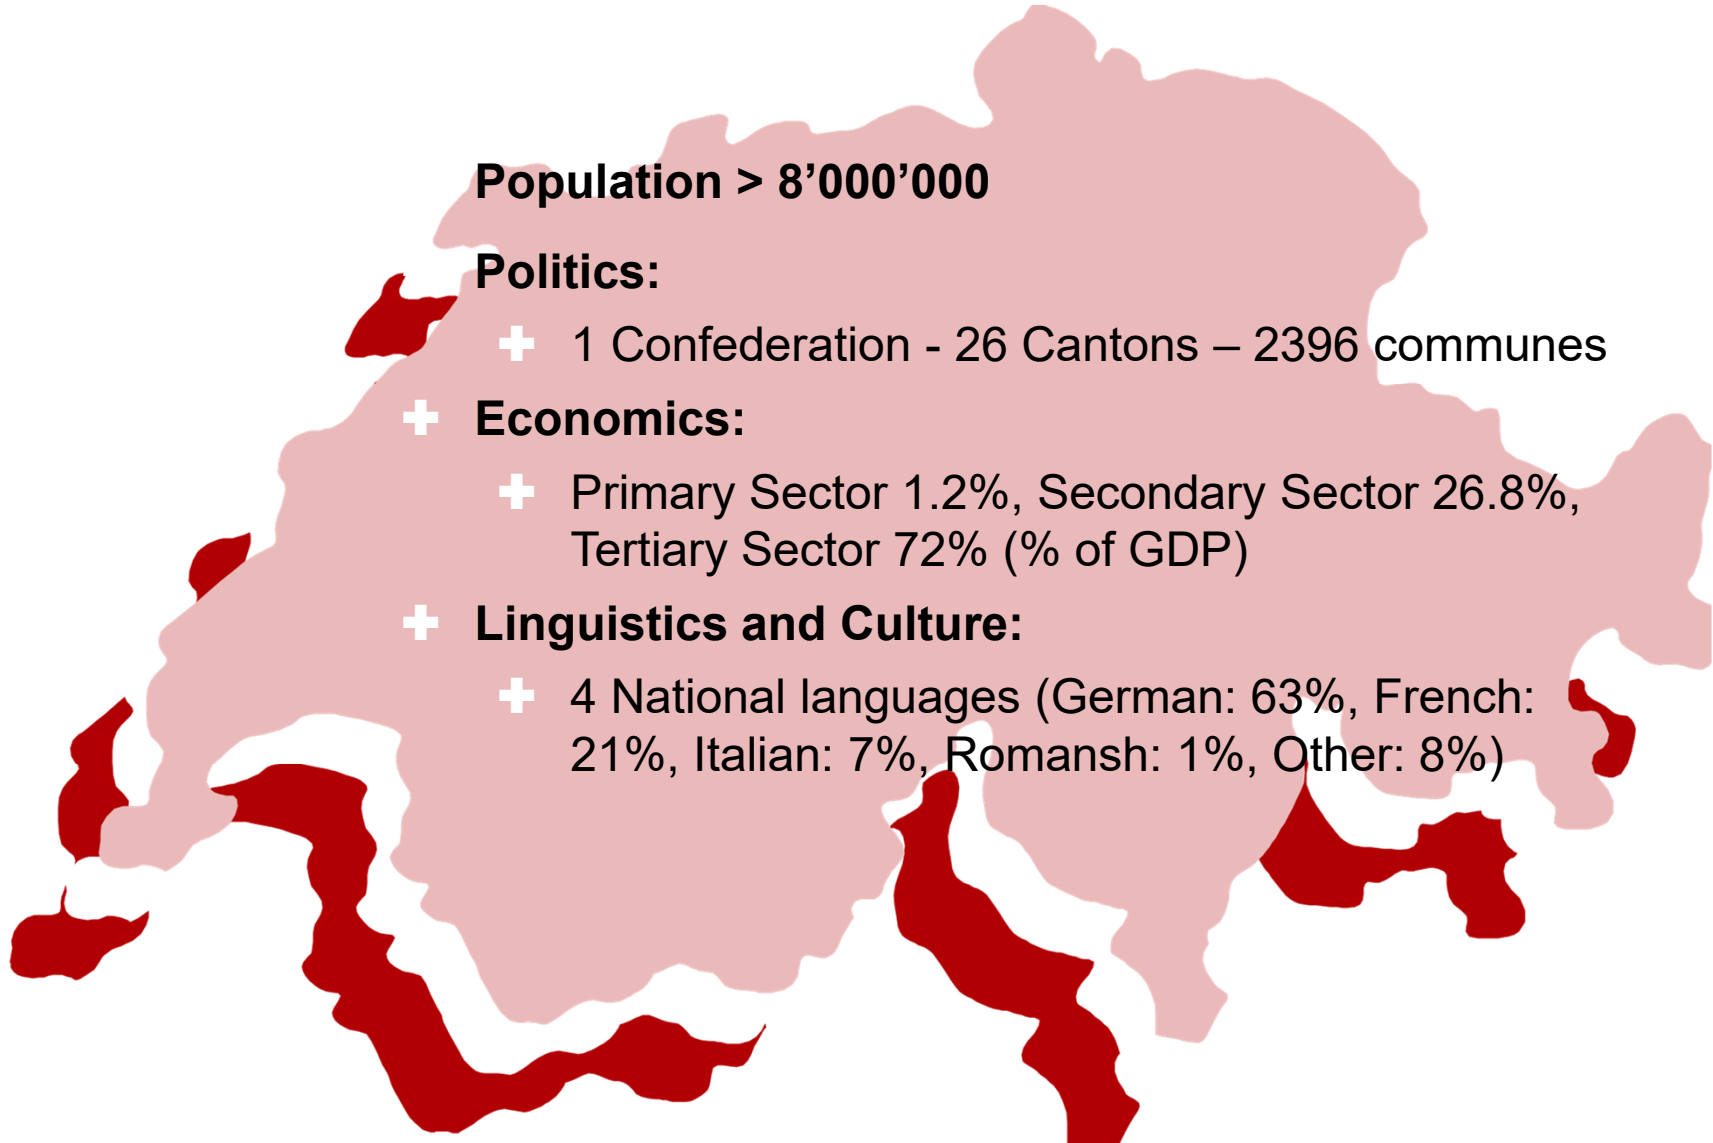 Population > 8’000’000
Politics:
1 Confederation - 26 Cantons – 2396 communes
Economics:
Primary Sector 1.2%, Secondary Sector 26.8%,
Tertiary Sector 72% (% of GDP)
Linguistics and Culture:
4 National languages (German: 63%, French:
21%, Italian: 7%, Romansh: 1%, Other: 8%)